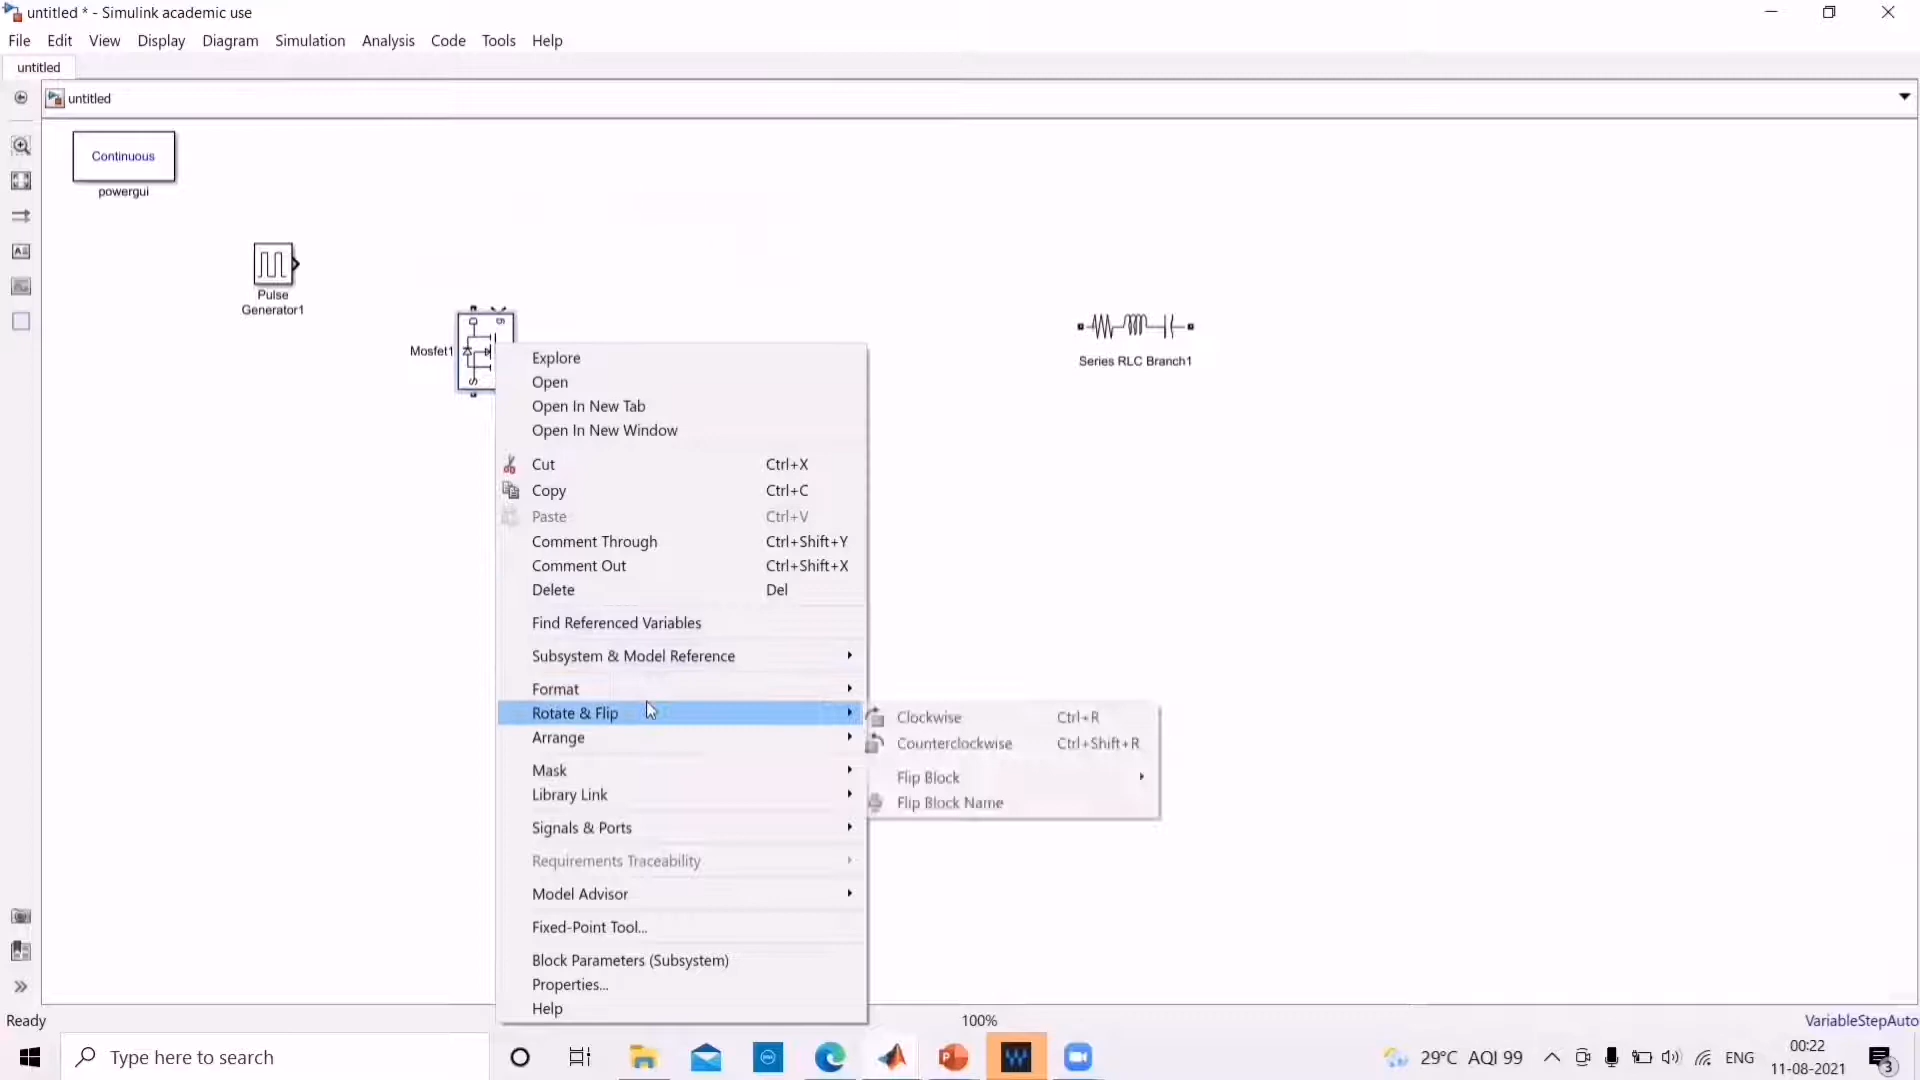 untitled * - Simulink academic use
File Edit View Display Diagram Simulation Analysis Code Tools Help
untitled
untitled
Continuous
powergui
Pulse
Generator1
Mosfet1
D
g
S
Series RLC Branch1
Explore
Open
Open In New Tab
Open In New Window
Cut Ctrl+X
Copy Ctrl+C
Paste Ctrl+V
Comment Through Ctrl+Shift+Y
Comment Out Ctrl+Shift+X
Delete Del
Find Referenced Variables
Subsystem & Model Reference
Format
Rotate & Flip
Arrange
Mask
Library Link
Signals & Ports
Requirements Traceability
Model Advisor
Fixed-Point Tool...
Block Parameters (Subsystem)
Properties...
Help
Clockwise Ctrl+R
Counterclockwise Ctrl+Shift+R
Flip Block
Flip Block Name
Ready 100% VariableStepAuto
Type here to search
29°C AQI 99 ENG
00:22
11-08-2021
3